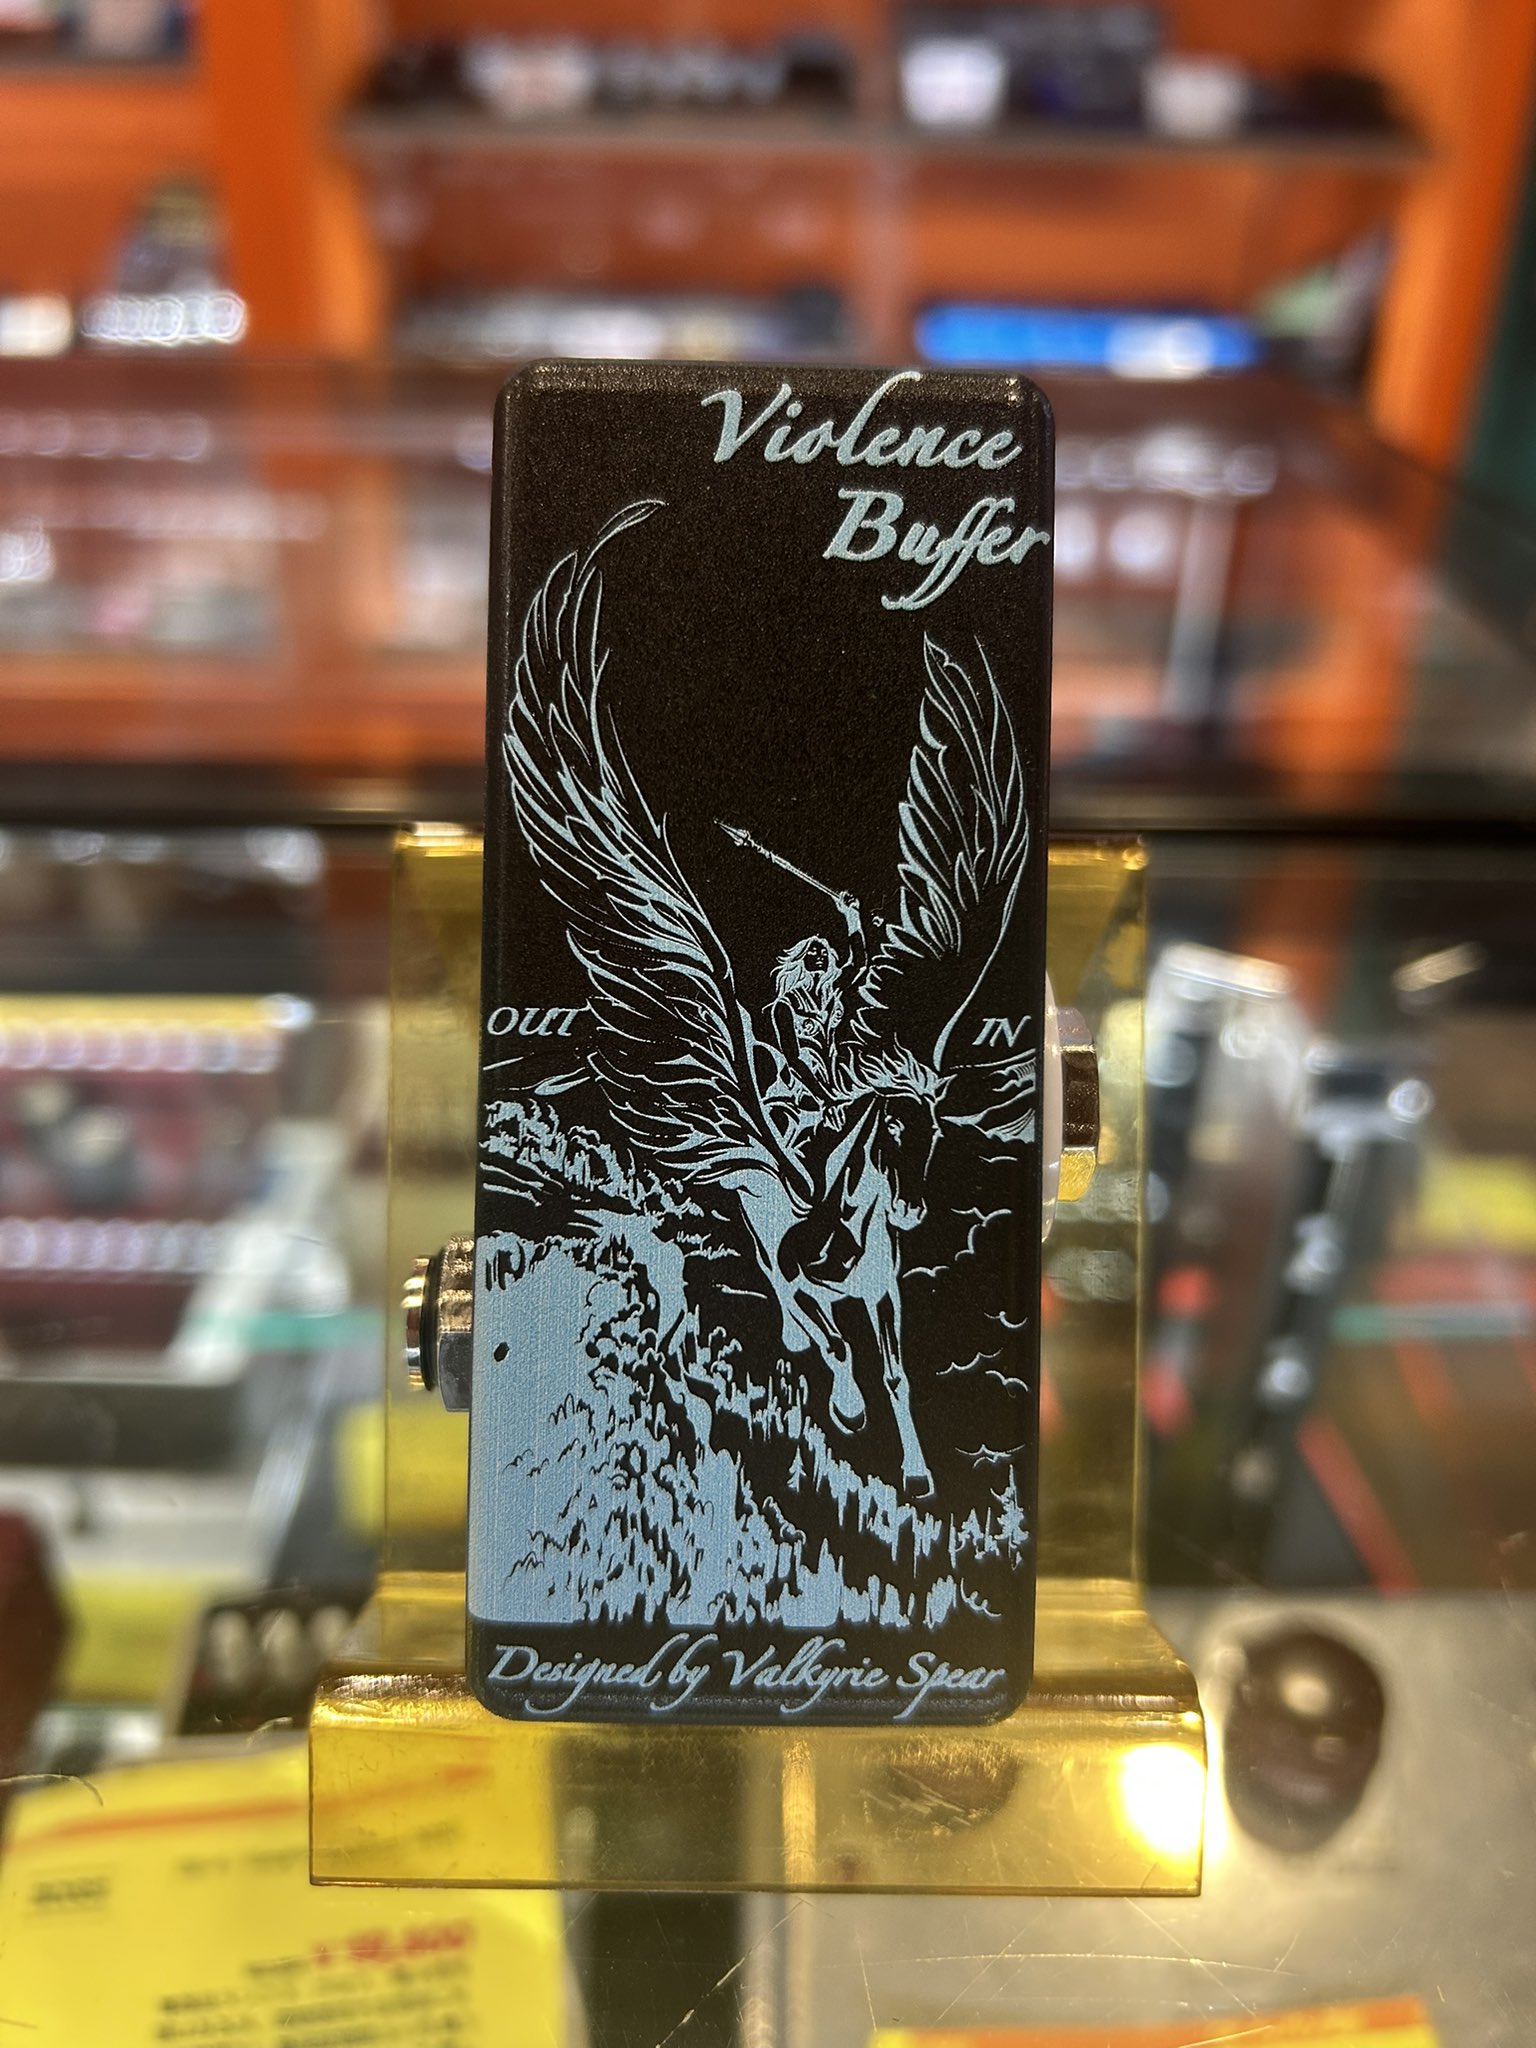 Violence
Buffer
OUT
IN
Designed by Valkyrie Spear